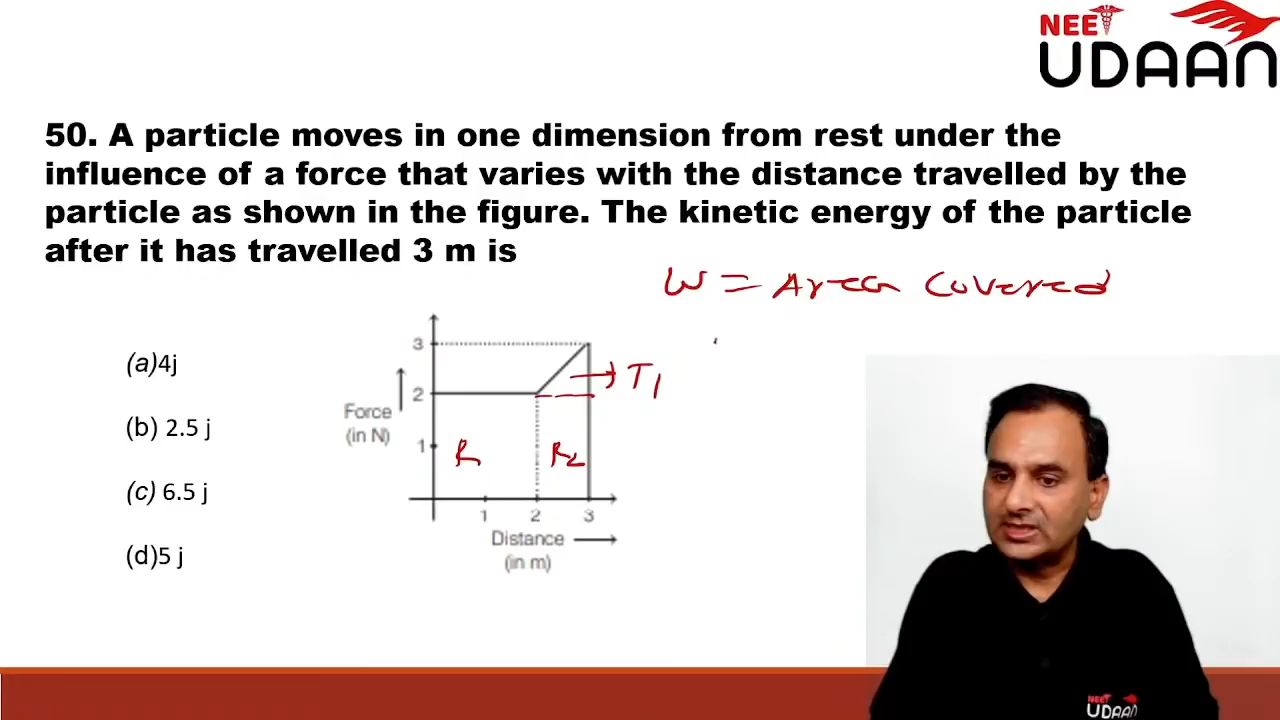 NEET
UDAAN
50. A particle moves in one dimension from rest under the
influence of a force that varies with the distance travelled by the
particle as shown in the figure. The kinetic energy of the particle
after it has travelled 3 m is
W = Area Covered
(a)4j
(b) 2.5 j
(c) 6.5 j
(d)5 j
3
2
1
Force
(in N)
T1
R
R2
1 2 3
Distance
(in m)
NEET
UDAAN